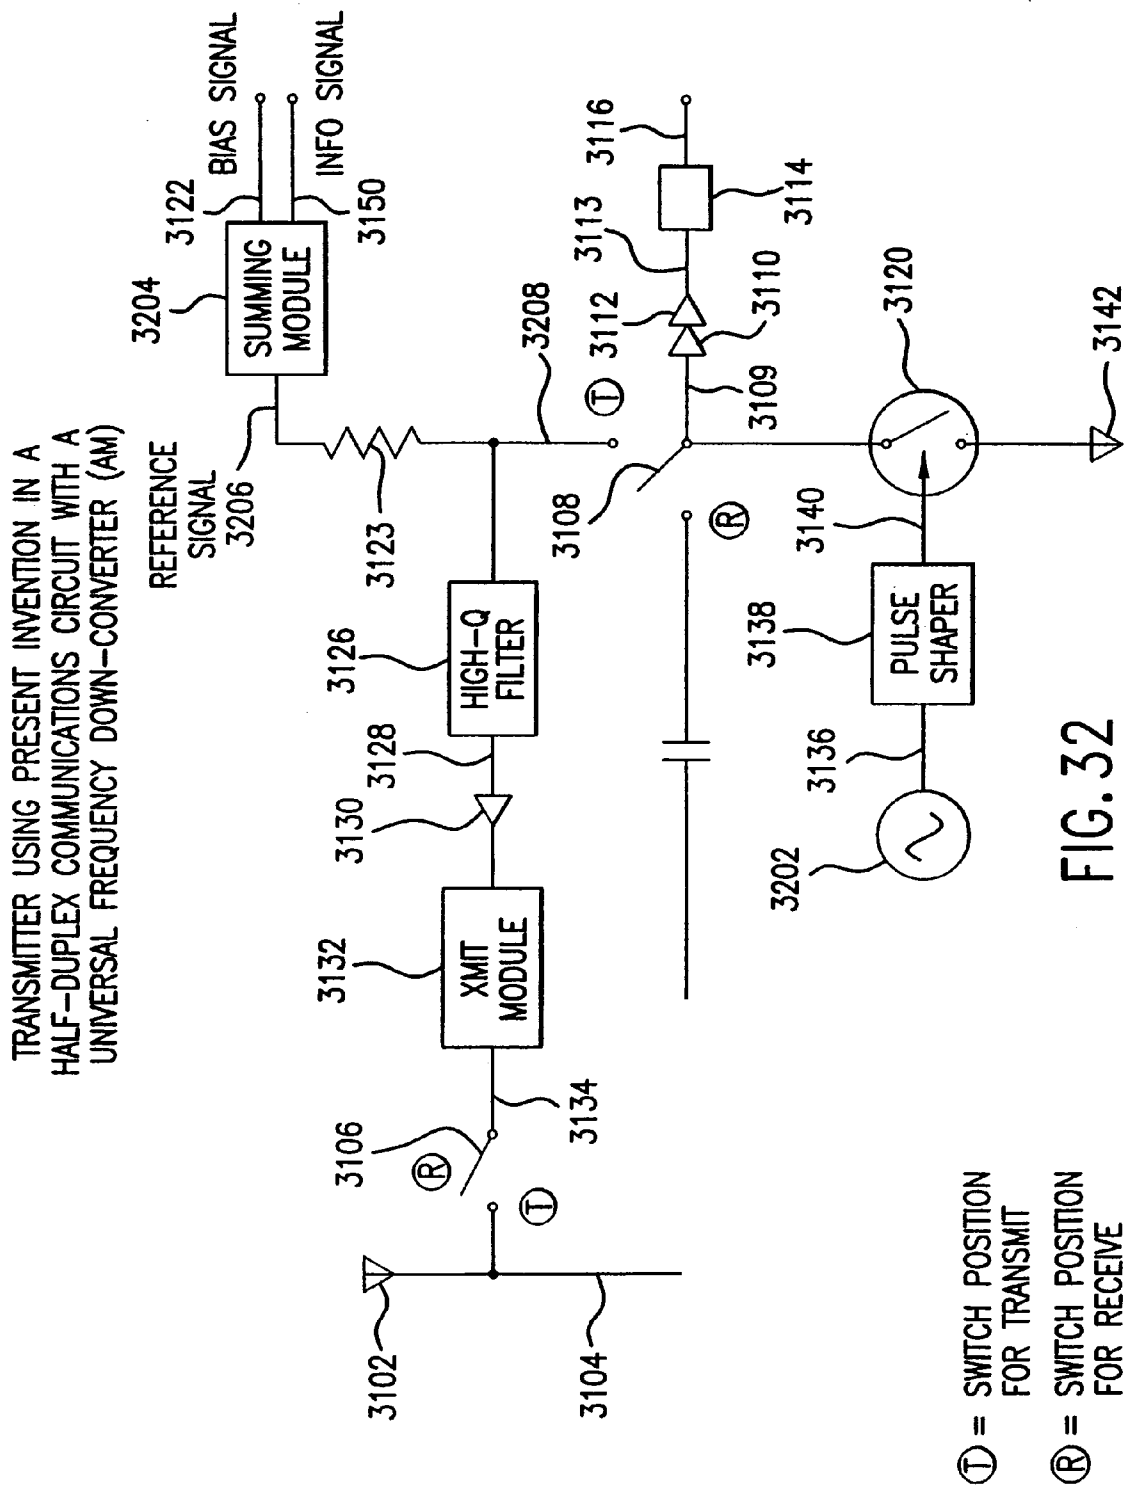 TRANSMITTER USING PRESENT INVENTION IN A
HALF-DUPLEX COMMUNICATIONS CIRCUIT WITH A
UNIVERSAL FREQUENCY DOWN-CONVERTER (AM)
3102
3104
R
3106
T
3134
3132
XMIT
MODULE
3130
3128
3126
HIGH-Q
FILTER
3123
REFERENCE
SIGNAL
3206
3204
SUMMING
MODULE
3122
BIAS SIGNAL
3150
INFO SIGNAL
3208
T
3108
R
3109
3112
3110
3113
3114
3116
3202
3136
3138
PULSE
SHAPER
3140
3120
3142
T = SWITCH POSITION
FOR TRANSMIT
R = SWITCH POSITION
FOR RECEIVE
FIG. 32